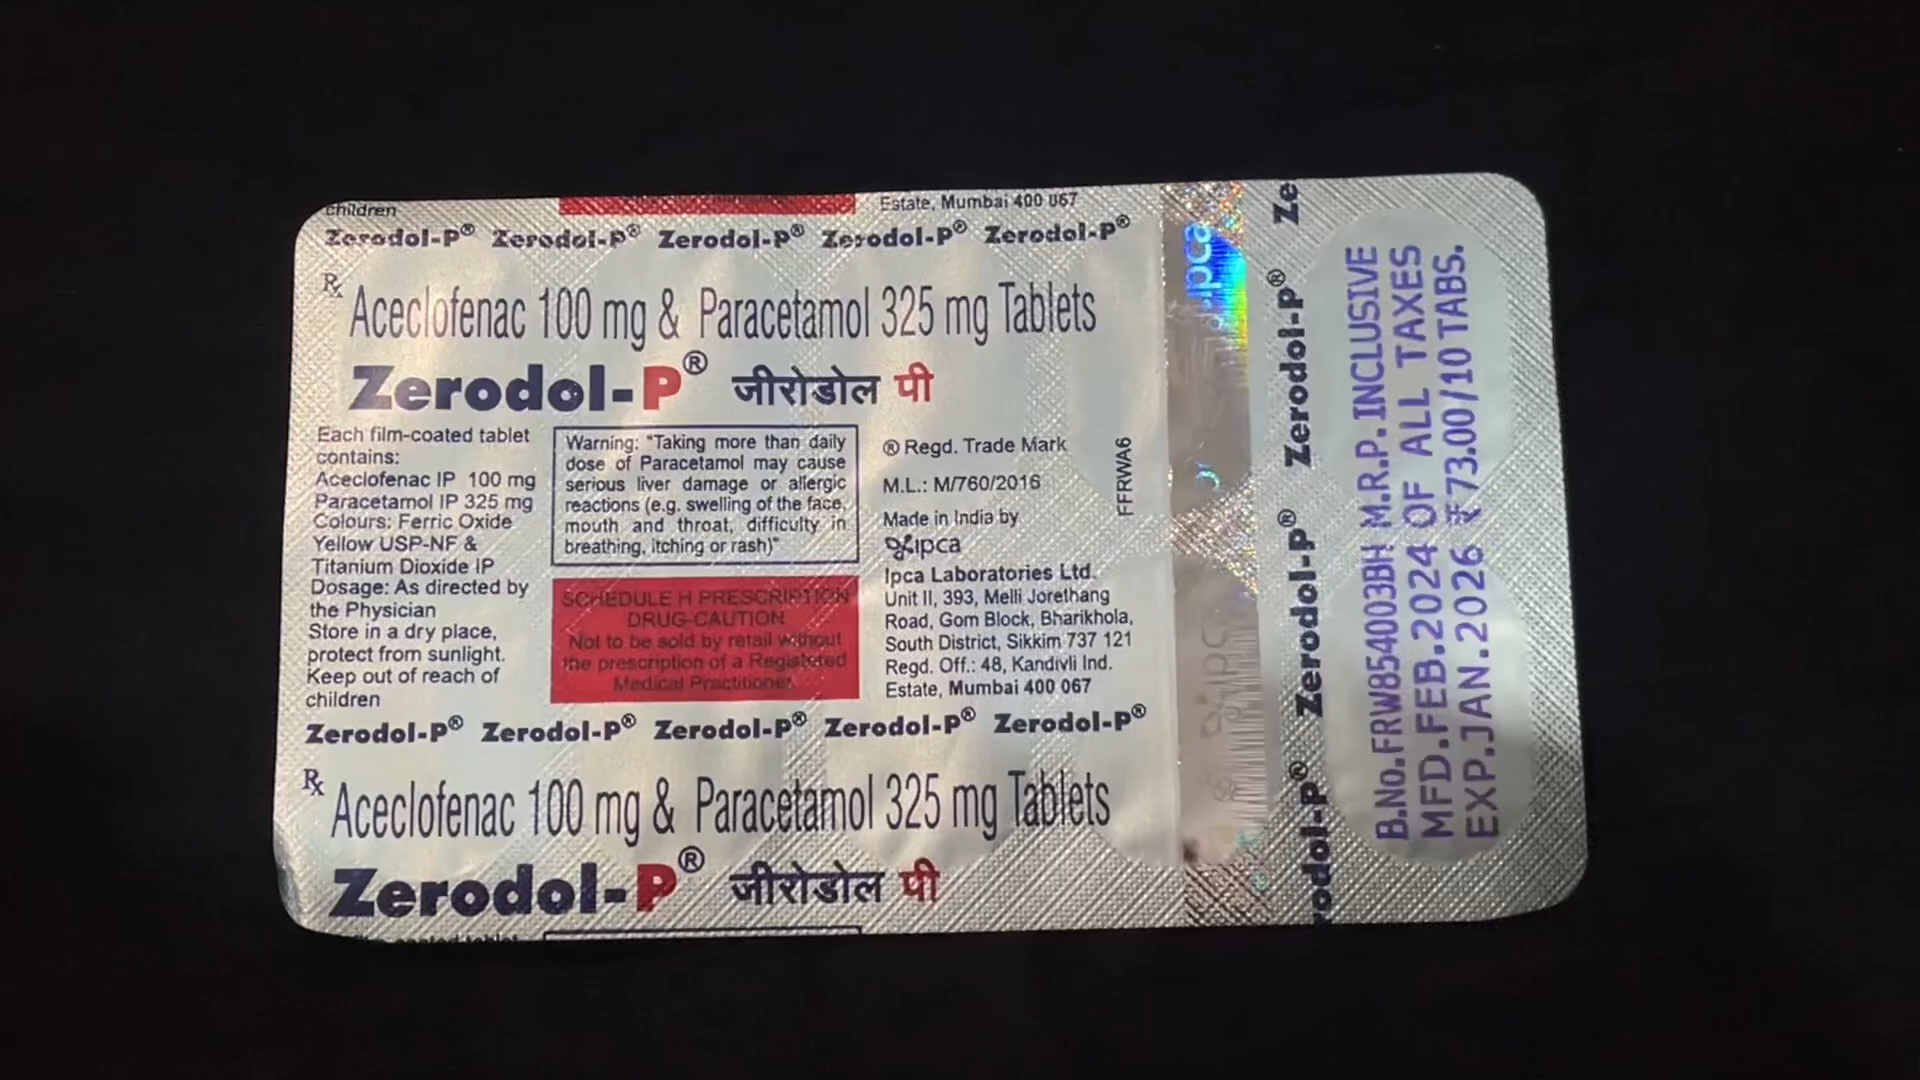 children
Estate, Mumbai 400 067
Zerodol-P® Zerodol-P® Zerodol-P® Zerodol-P® Zerodol-P®
Rx
Aceclofenac 100 mg & Paracetamol 325 mg Tablets
Zerodol-P® जीरोडोल पी
Each film-coated tablet
contains:
Aceclofenac IP 100 mg
Paracetamol IP 325 mg
Colours: Ferric Oxide
Yellow USP-NF &
Titanium Dioxide IP
Dosage: As directed by
the Physician
Store in a dry place,
protect from sunlight.
Keep out of reach of
children
Warning: "Taking more than daily
dose of Paracetamol may cause
serious liver damage or allergic
reactions (e.g. swelling of the face,
mouth and throat, difficulty in
breathing, itching or rash)"
SCHEDULE H PRESCRIPTION
DRUG-CAUTION
Not to be sold by retail without
the prescription of a Registered
Medical Practitioner.
® Regd. Trade Mark
M.L.: M/760/2016
Made in India by
ipca
Ipca Laboratories Ltd.
Unit II, 393, Melli Jorethang
Road, Gom Block, Bharikhola,
South District, Sikkim 737 121
Regd. Off.: 48, Kandivli Ind.
Estate, Mumbai 400 067
FFRWA6
Zerodol-P® Zerodol-P® Zerodol-P® Zerodol-P® Zerodol-P®
Rx
Aceclofenac 100 mg & Paracetamol 325 mg Tablets
Zerodol-P® जीरोडोल पी
coated tablet
ipca
ipca
rodol-P® Zerodol-P® Zerodol-P® Ze
B.No.FRW854003BH M.R.P.INCLUSIVE
MFD.FEB.2024 OF ALL TAXES
EXP.JAN.2026 ₹73.00/10 TABS.